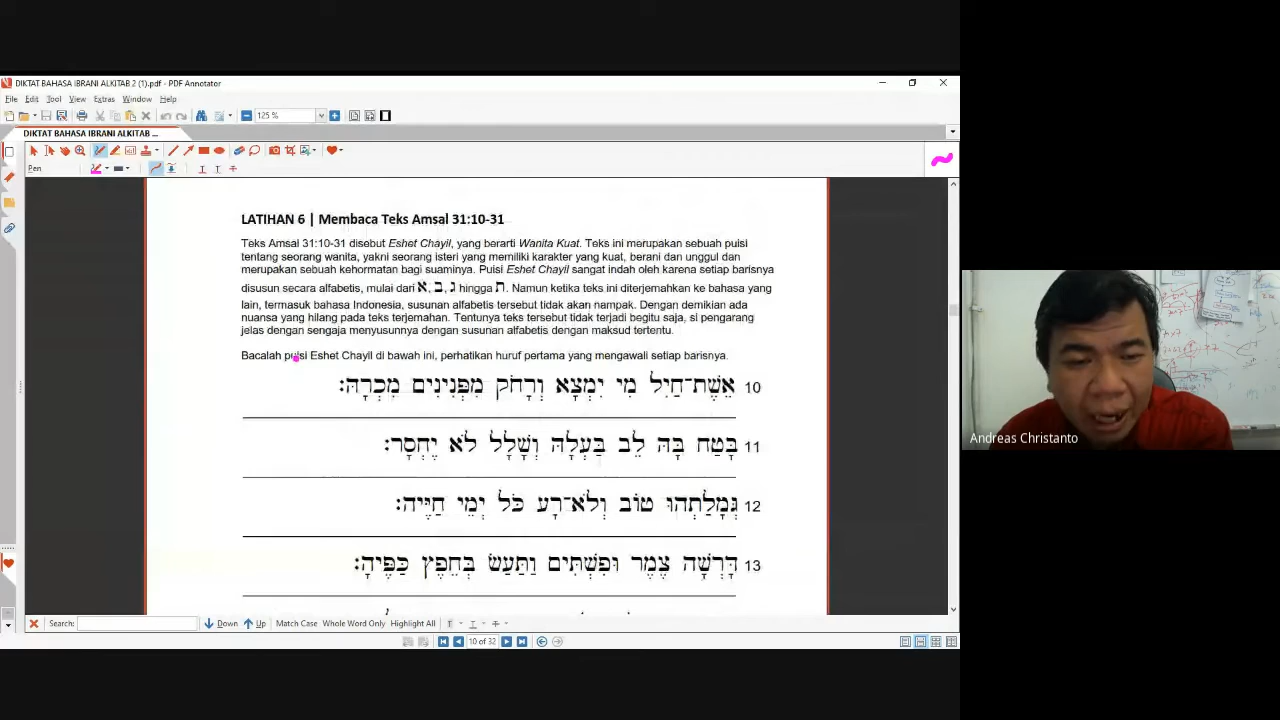 DIKTAT BAHASA IBRANI ALKITAB 2 (1).pdf - PDF Annotator
File Edit Tool View Extras Window Help
125 %
DIKTAT BAHASA IBRANI ALKITAB ...
Pen
LATIHAN 6 | Membaca Teks Amsal 31:10-31
Teks Amsal 31:10-31 disebut Eshet Chayil, yang berarti Wanita Kuat. Teks ini merupakan sebuah puisi
tentang seorang wanita, yakni seorang isteri yang memiliki karakter yang kuat, berani dan unggul dan
merupakan sebuah kehormatan bagi suaminya. Puisi Eshet Chayil sangat indah oleh karena setiap barisnya
disusun secara alfabetis, mulai dari א, ב, ג hingga ת. Namun ketika teks ini diterjemahkan ke bahasa yang
lain, termasuk bahasa Indonesia, susunan alfabetis tersebut tidak akan nampak. Dengan demikian ada
nuansa yang hilang pada teks terjemahan. Tentunya teks tersebut tidak terjadi begitu saja, si pengarang
jelas dengan sengaja menyusunnya dengan susunan alfabetis dengan maksud tertentu.
Bacalah puisi Eshet Chayil di bawah ini, perhatikan huruf pertama yang mengawali setiap barisnya.
10 אֵשֶׁת־חַיִל מִי יִמְצָא וְרָחֹק מִפְּנִינִים מִכְרָהּ׃
11 בָּטַח בָּהּ לֵב בַּעְלָהּ וְשָׁלָל לֹא יֶחְסָר׃
12 גְּמָלַתְהוּ טוֹב וְלֹא־רָע כֹּל יְמֵי חַיֶּיה׃
13 דָּרְשָׁה צֶמֶר וּפִשְׁתִּים וַתַּעַשׂ בְּחֵפֶץ כַּפֶּיהָ׃
Andreas Christanto
Search: Down Up Match Case Whole Word Only Highlight All
10 of 32